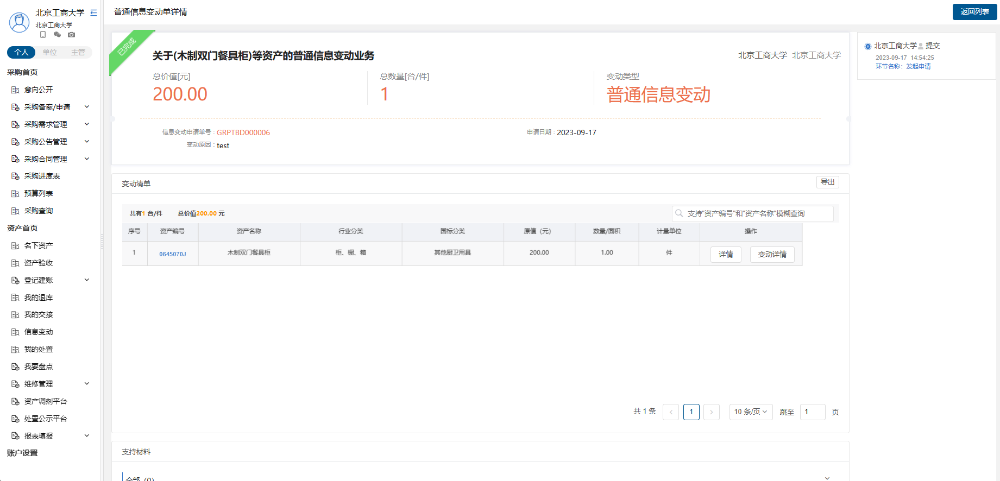 北京工商大学
北京工商大学
个人 单位 主管
采购首页
意向公开
采购备案/申请
采购需求管理
采购公告管理
采购合同管理
采购进度表
预算列表
采购查询
资产首页
名下资产
资产验收
登记建账
我的退库
我的交接
信息变动
我的处置
我要盘点
维修管理
资产调剂平台
处置公示平台
报表填报
账户设置
普通信息变动单详情
返回列表
已完成
关于(木制双门餐具柜)等资产的普通信息变动业务
北京工商大学 北京工商大学
总价值[元] 总数量[台/件] 变动类型
200.00 1 普通信息变动
信息变动申请单号 : GRPTBD000006 申请日期 : 2023-09-17
变动原因 : test
变动清单 导出
共有1 台/件 总价值200.00 元 支持"资产编号"和"资产名称"模糊查询
序号 资产编号 资产名称 行业分类 国标分类 原值（元） 数量/面积 计量单位 操作
1 0645070J 木制双门餐具柜 柜、橱、箱 其他厨卫用具 200.00 1.00 件 详情 变动详情
共 1 条 < 1 > 10 条/页 跳至 1 页
支持材料
全部（0）
北京工商大学 提交
2023-09-17 14:54:25
环节名称：发起申请